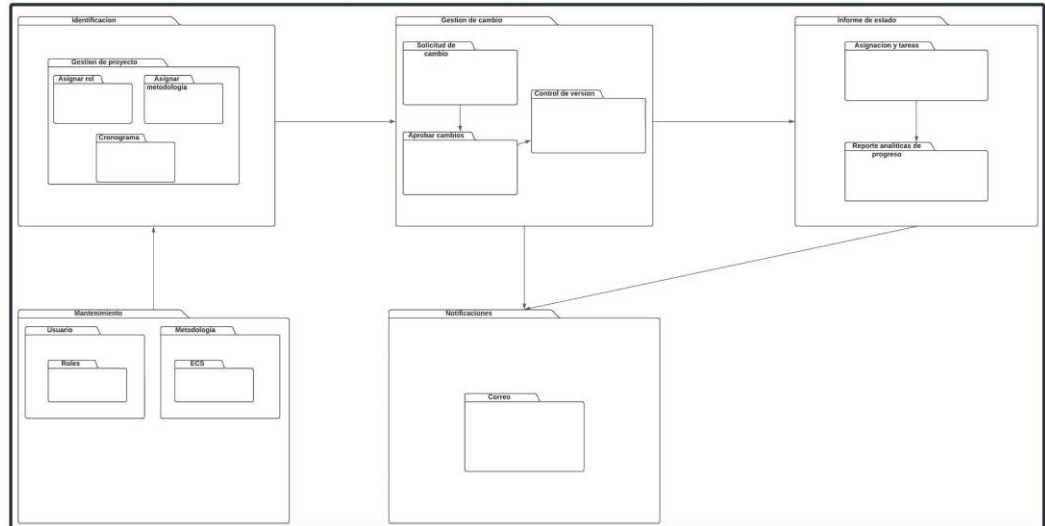 Identificacion
Gestion de proyecto
Asignar rol
Asignar
metodologia
Cronograma
Gestion de cambio
Solicitud de
cambio
Control de version
Aprobar cambios
Informe de estado
Asignacion y tareas
Reporte analiticas de
progreso
Mantenimiento
Usuario
Roles
Metodologia
ECS
Notificaciones
Correo